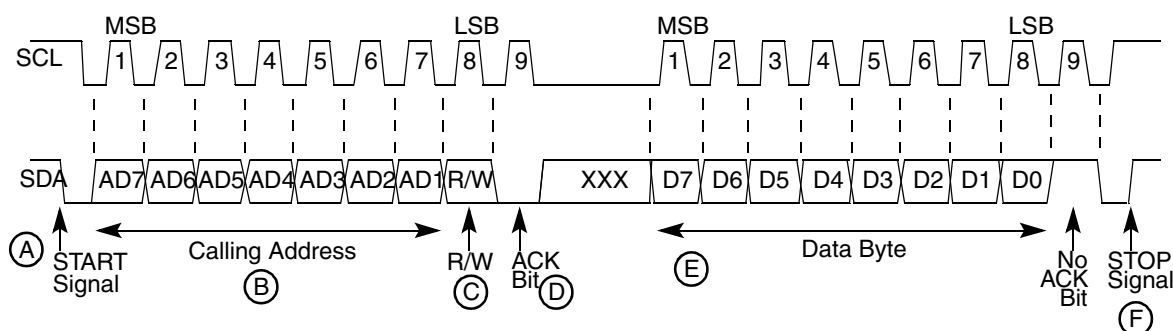 MSB LSB MSB LSB
SCL 1 2 3 4 5 6 7 8 9 1 2 3 4 5 6 7 8 9
SDA AD7 AD6 AD5 AD4 AD3 AD2 AD1 R/W XXX D7 D6 D5 D4 D3 D2 D1 D0
A START Signal
Calling Address
B
R/W
C
ACK
Bit D
E
Data Byte
No
ACK
Bit
STOP
Signal
F